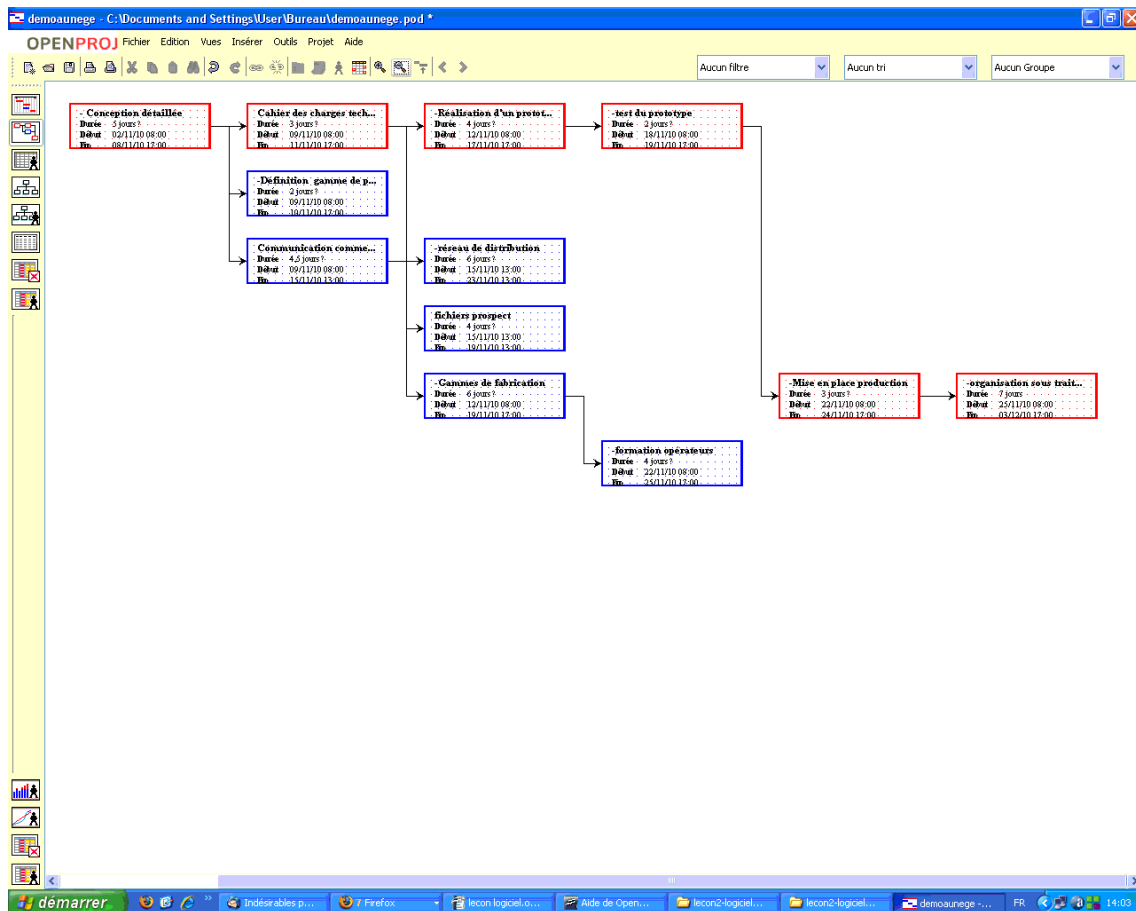 demoaunege - C:\Documents and Settings\User\Bureau\demoaunege.pod *
OPENPROJ Fichier Edition Vues Insérer Outils Projet Aide
Aucun filtre Aucun tri Aucun Groupe
- Conception détaillée
Durée 5 jours?
Début 02/11/10 08:00
Fin 08/11/10 17:00
Cahier des charges tech...
Durée 3 jours?
Début 09/11/10 08:00
Fin 11/11/10 17:00
-Réalisation d'un protot...
Durée 4 jours?
Début 12/11/10 08:00
Fin 17/11/10 17:00
-test du prototype
Durée 2 jours?
Début 18/11/10 08:00
Fin 19/11/10 17:00
-Définition gamme de p...
Durée 2 jours?
Début 09/11/10 08:00
Fin 10/11/10 17:00
Communication comme...
Durée 4,5 jours?
Début 09/11/10 08:00
Fin 15/11/10 13:00
-réseau de distribution
Durée 6 jours?
Début 15/11/10 13:00
Fin 23/11/10 13:00
fichiers prospect
Durée 4 jours?
Début 15/11/10 13:00
Fin 19/11/10 13:00
-Gammes de fabrication
Durée 6 jours?
Début 12/11/10 08:00
Fin 19/11/10 17:00
-Mise en place production
Durée 3 jours?
Début 22/11/10 08:00
Fin 24/11/10 17:00
-organisation sous trait...
Durée 7 jours
Début 25/11/10 08:00
Fin 03/12/10 17:00
-formation opérateurs
Durée 4 jours?
Début 22/11/10 08:00
Fin 25/11/10 17:00
démarrer Indésirables p... 7 Firefox lecon logiciel.o... Aide de Open... lecon2-logiciel... lecon2-logiciel... demoaunege -... FR 14:03